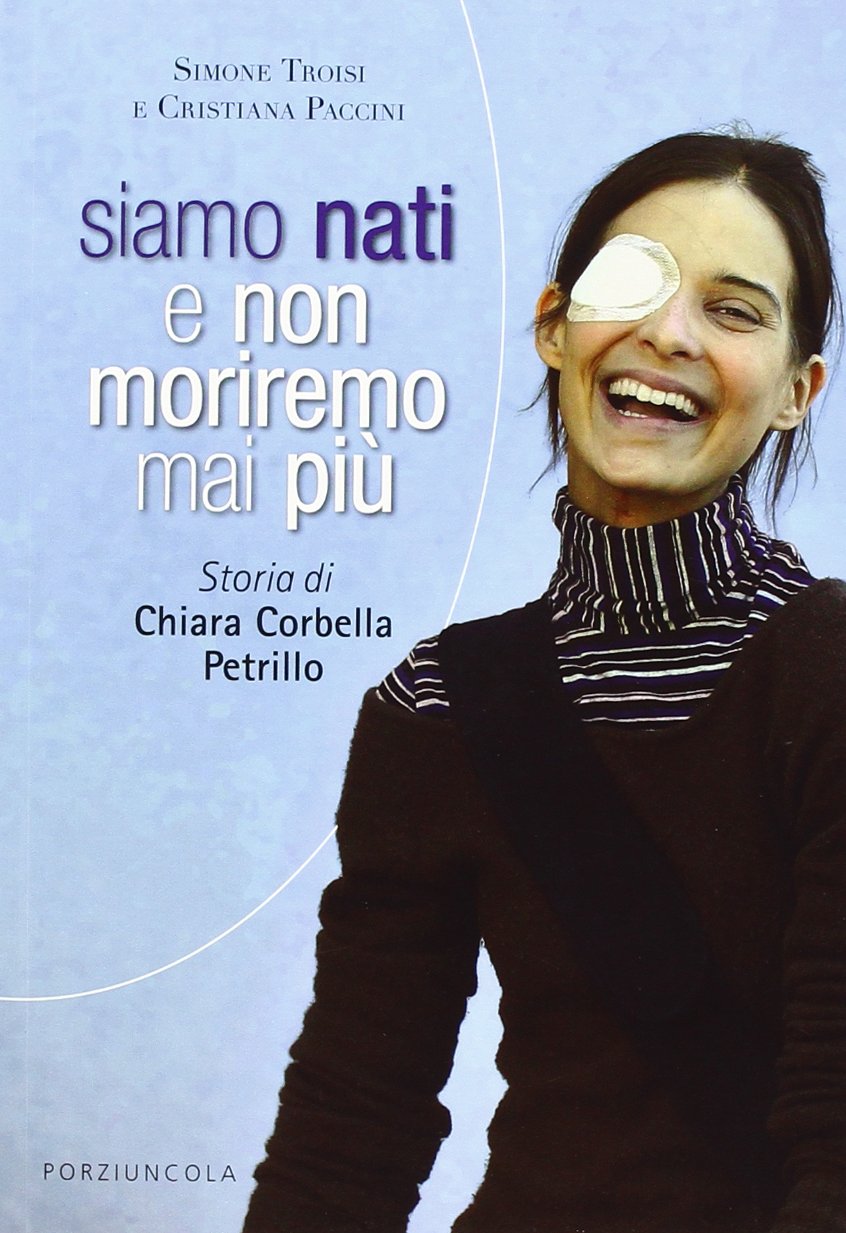 Simone Troisi
e Cristiana Paccini
siamo nati
e non
moriremo
mai più
Storia di
Chiara Corbella
Petrillo
PORZIUNCOLA